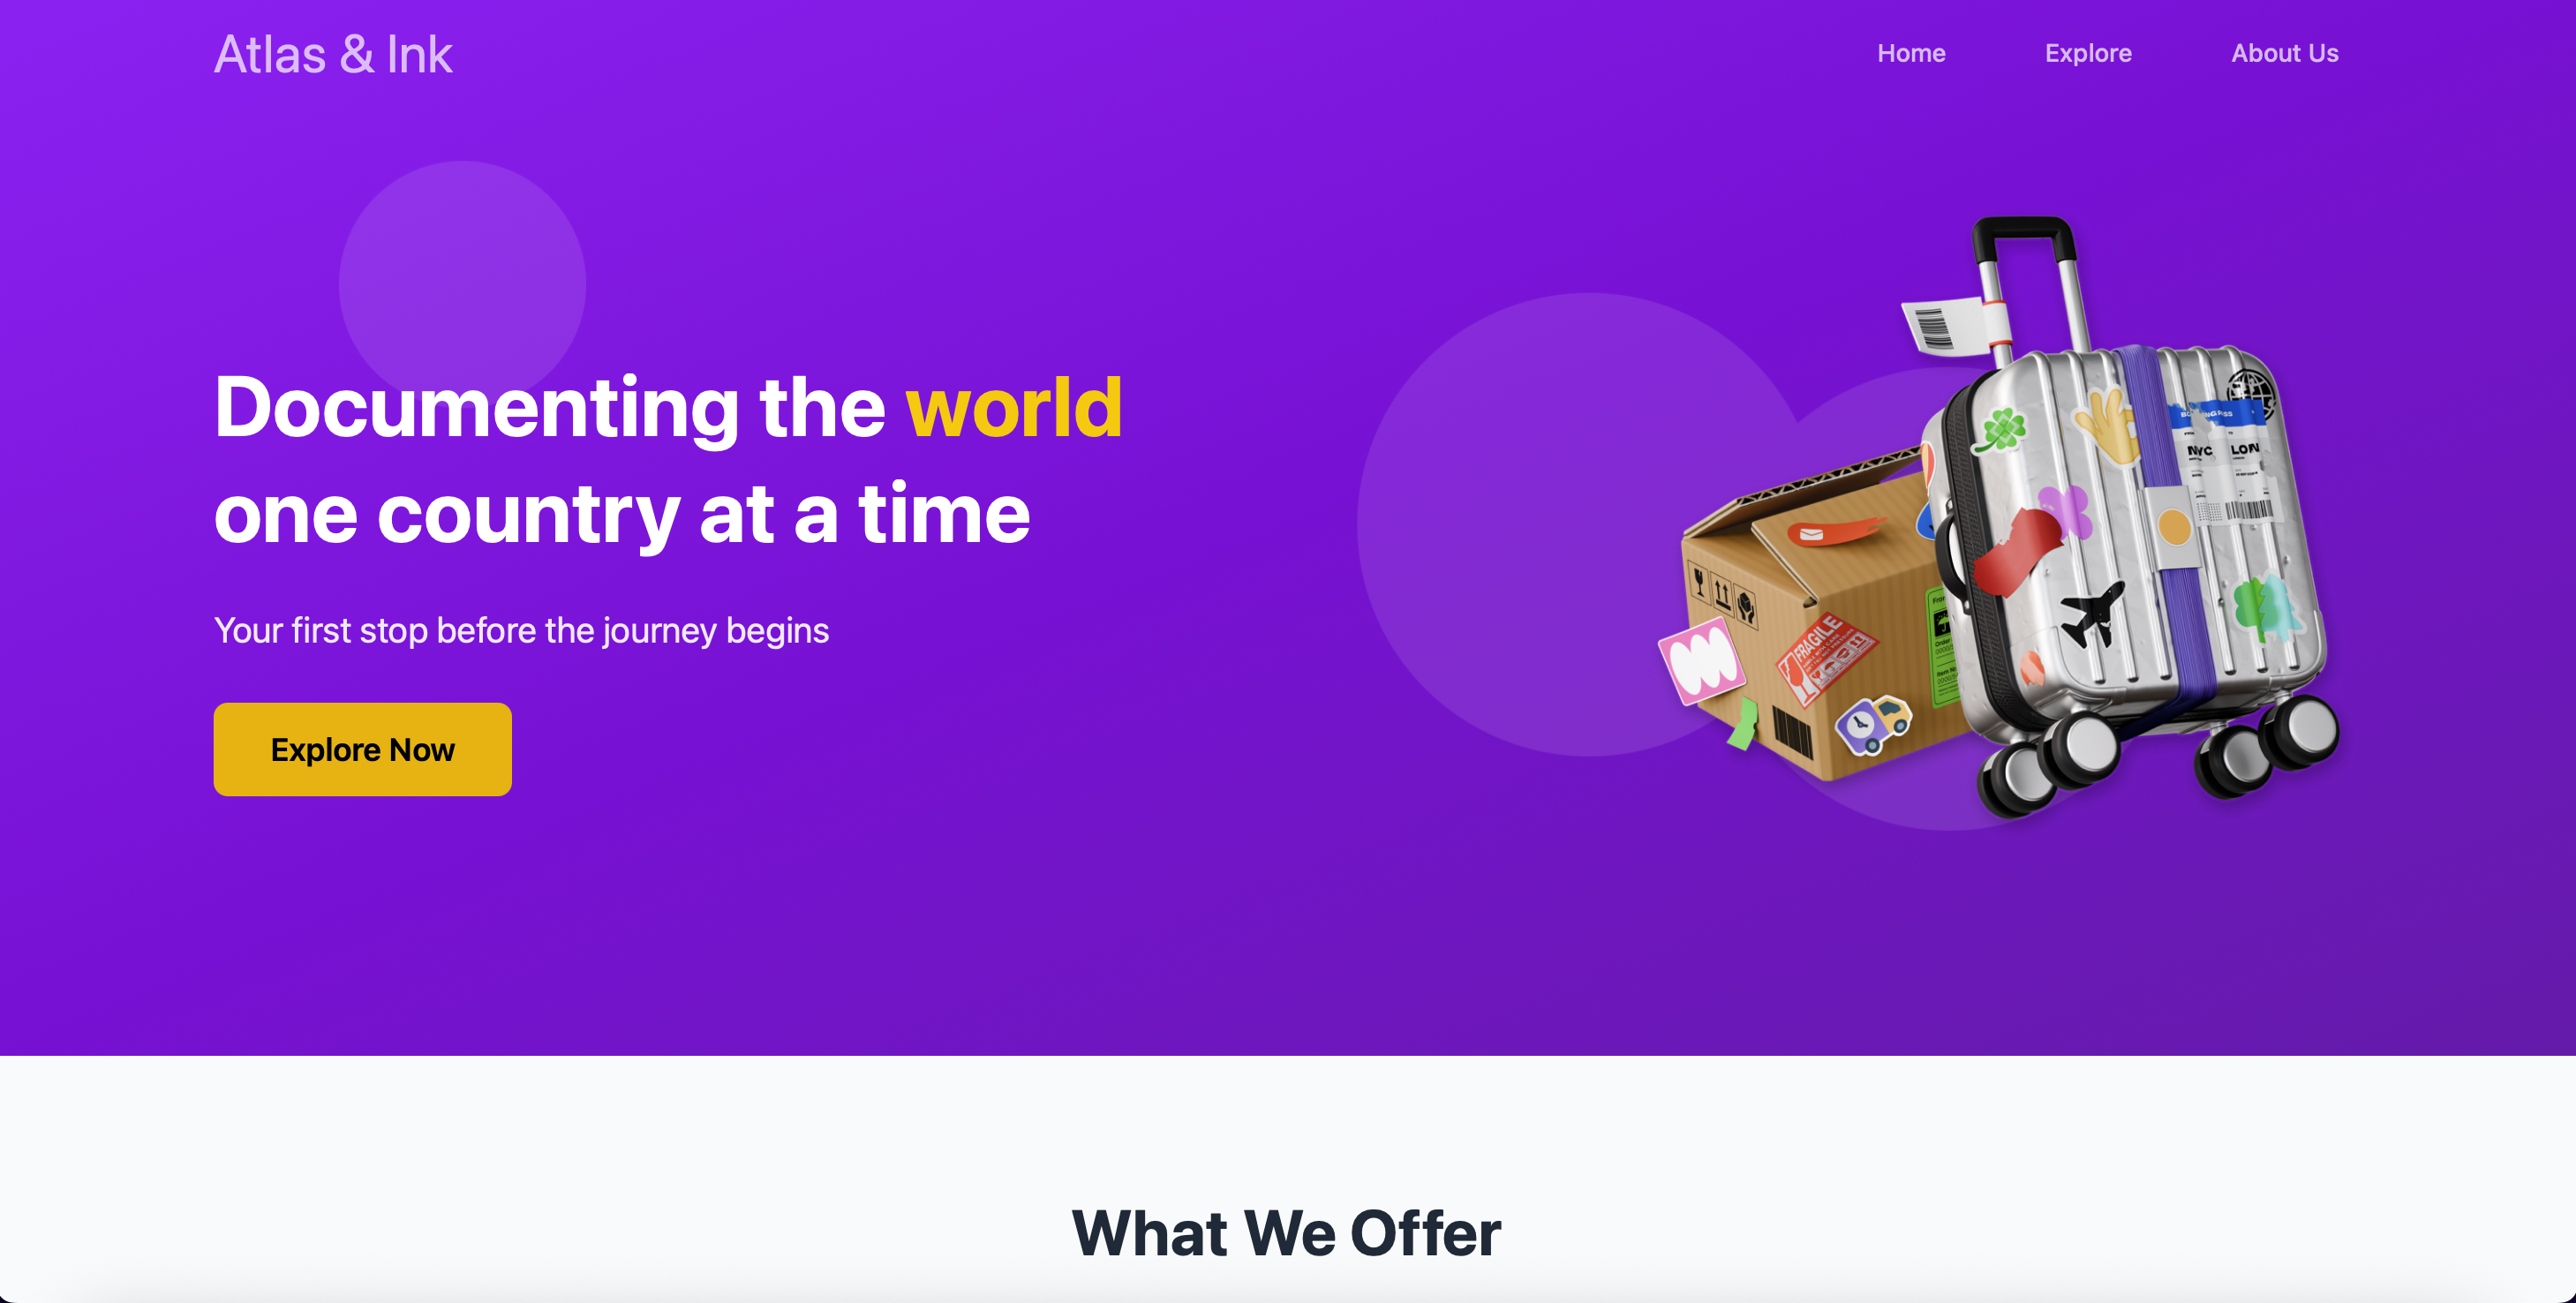 Atlas & Ink
Home
Explore
About Us
Documenting the world
one country at a time
Your first stop before the journey begins
Explore Now
NYC
LON
FRAGILE
What We Offer